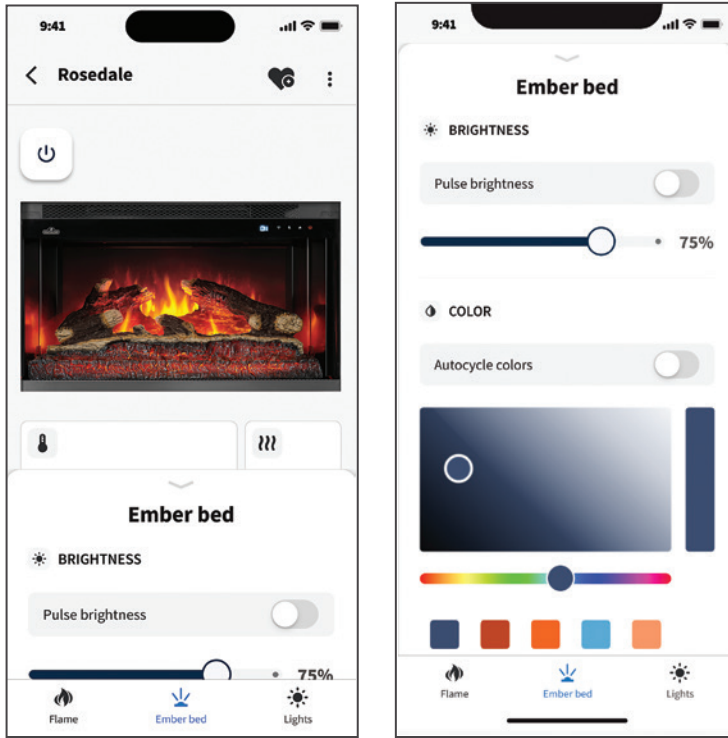 9:41
Rosedale
Ember bed
BRIGHTNESS
Pulse brightness
75%
Flame
Ember bed
Lights
9:41
Ember bed
BRIGHTNESS
Pulse brightness
75%
COLOR
Autocycle colors
Flame
Ember bed
Lights